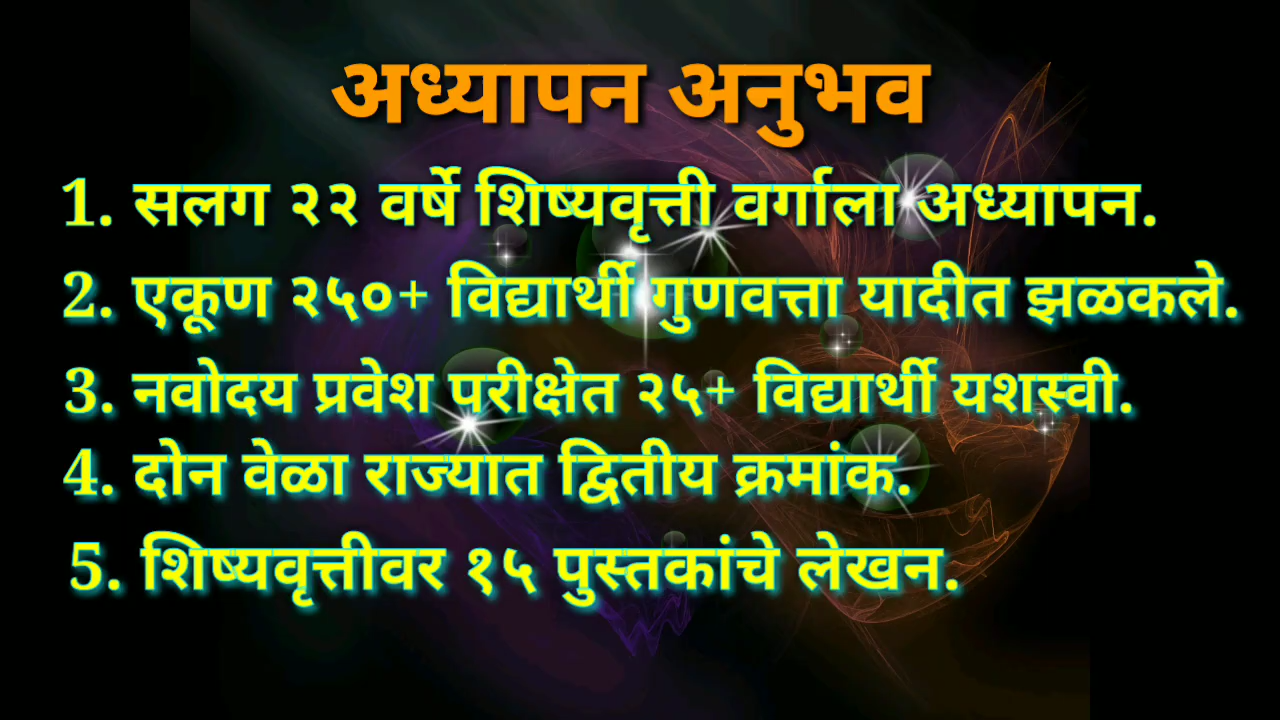 अध्यापन अनुभव
1. सलग २२ वर्षे शिष्यवृत्ती वर्गाला अध्यापन.
2. एकूण २५०+ विद्यार्थी गुणवत्ता यादीत झळकले.
3. नवोदय प्रवेश परीक्षेत २५+ विद्यार्थी यशस्वी.
4. दोन वेळा राज्यात द्वितीय क्रमांक.
5. शिष्यवृत्तीवर १५ पुस्तकांचे लेखन.